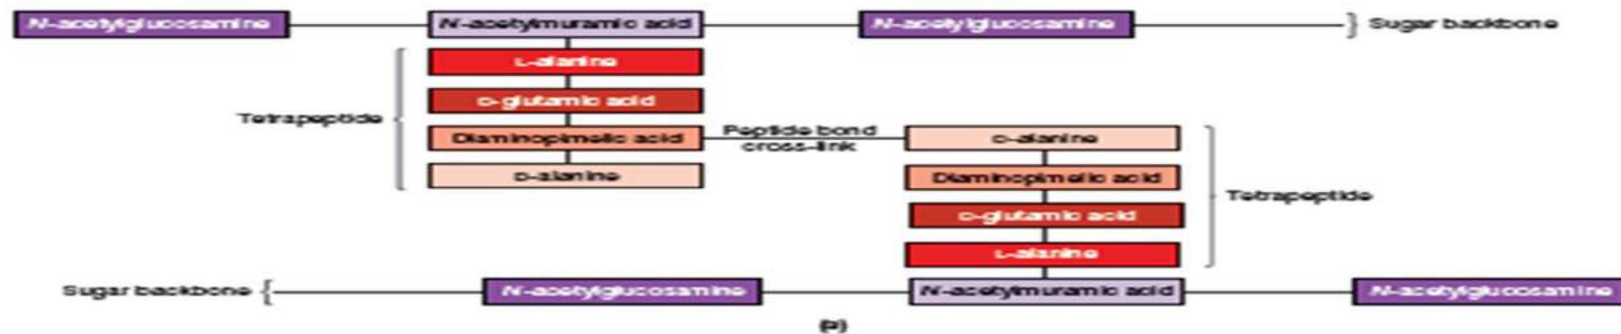 N-acetylglucosamine N-acetylmuramic acid N-acetylglucosamine } Sugar backbone
L-alanine
D-glutamic acid
Tetrapeptide
Diaminopimelic acid
Peptide bond
cross-link
D-alanine
D-alanine
Diaminopimelic acid
Tetrapeptide
D-glutamic acid
L-alanine
Sugar backbone { N-acetylglucosamine N-acetylmuramic acid N-acetylglucosamine